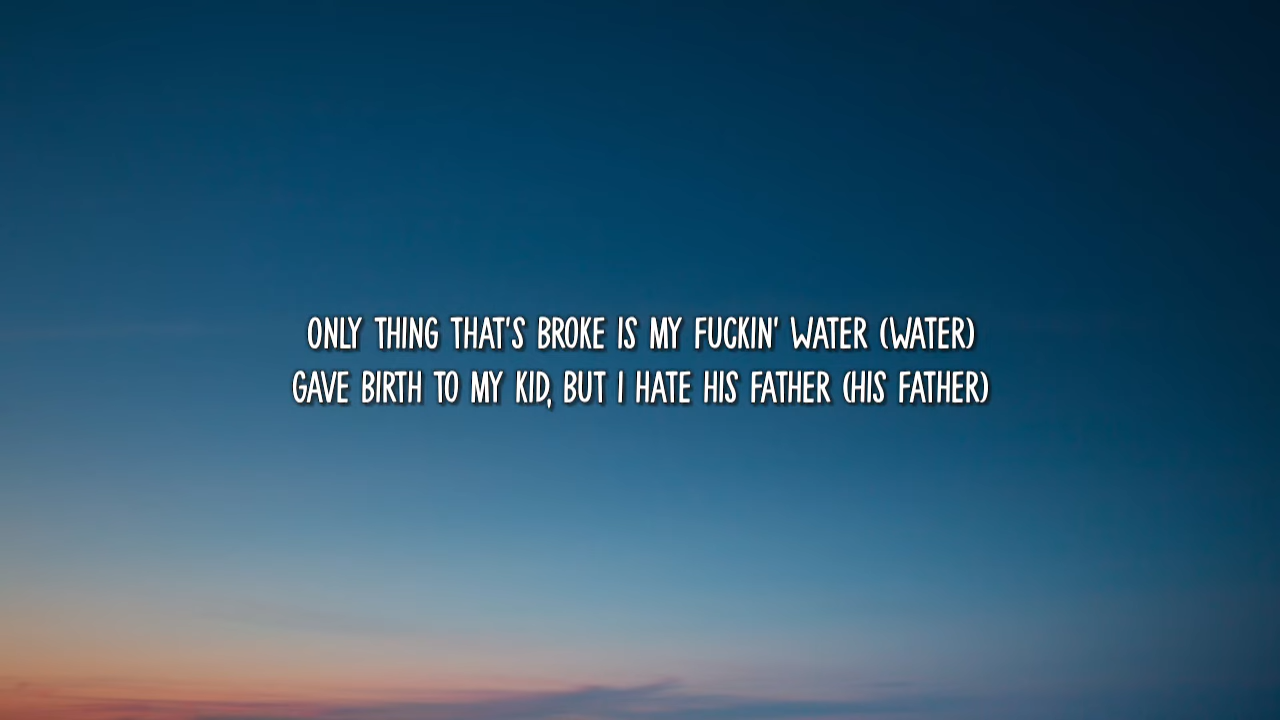 ONLY THING THAT'S BROKE IS MY FUCKIN' WATER (WATER)
GAVE BIRTH TO MY KID, BUT I HATE HIS FATHER (HIS FATHER)